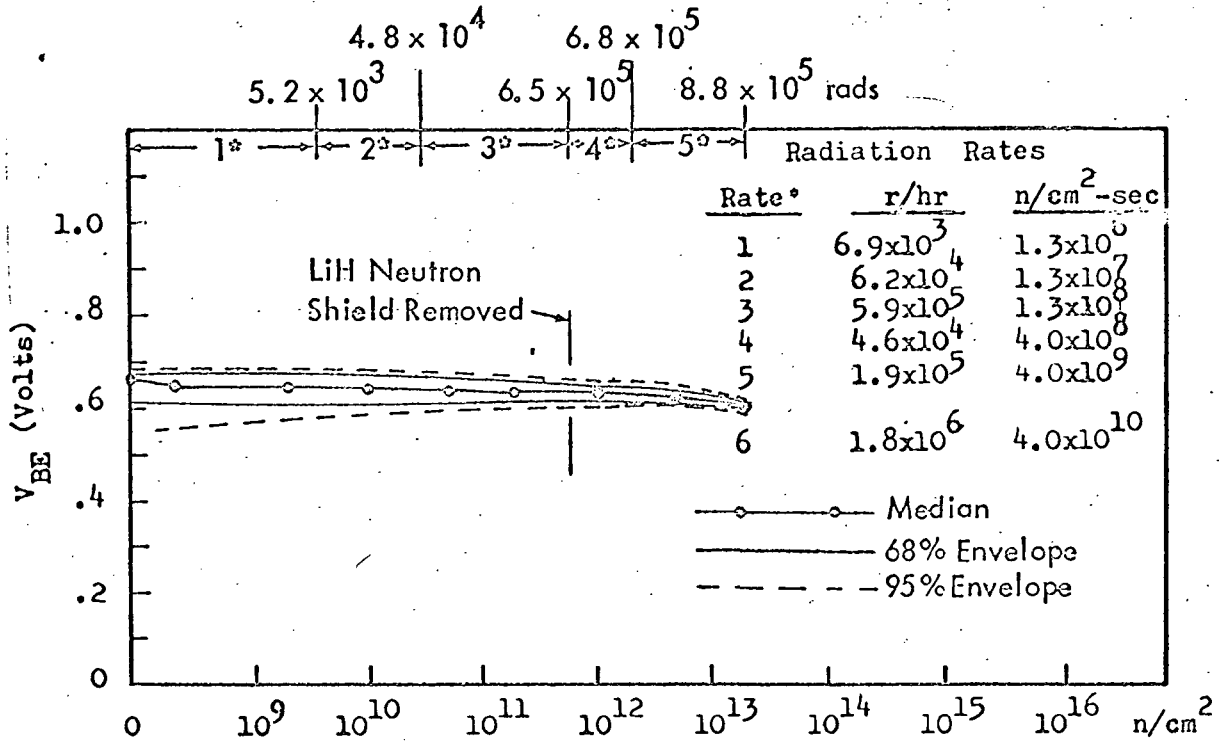 4.8 x 10^4 6.8 x 10^5
5.2 x 10^3 6.5 x 10^5 8.8 x 10^5 rads
1* 2* 3* 4* 5* Radiation Rates
Rate* r/hr n/cm^2-sec
1 6.9x10^3 1.3x10^6
2 6.2x10^4 1.3x10^7
3 5.9x10^5 1.3x10^8
4 4.6x10^4 4.0x10^8
5 1.9x10^5 4.0x10^9
6 1.8x10^6 4.0x10^10
LiH Neutron
Shield Removed
Median
68% Envelope
95% Envelope
V_BE (Volts)
1.0
.8
.6
.4
.2
0
0 10^9 10^10 10^11 10^12 10^13 10^14 10^15 10^16 n/cm^2